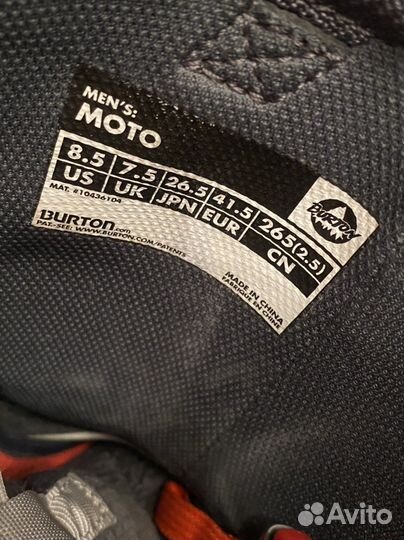 MEN'S:
MOTO
8.5 7.5 26.5 41.5 265(2.5)
US UK JPN EUR CN
MAT. #10436104
BURTON.com
PAT.-SEE: WWW.BURTON.COM/PATENTS
MADE IN CHINA
FABRIQUÉ EN CHINE
BURTON
Avito